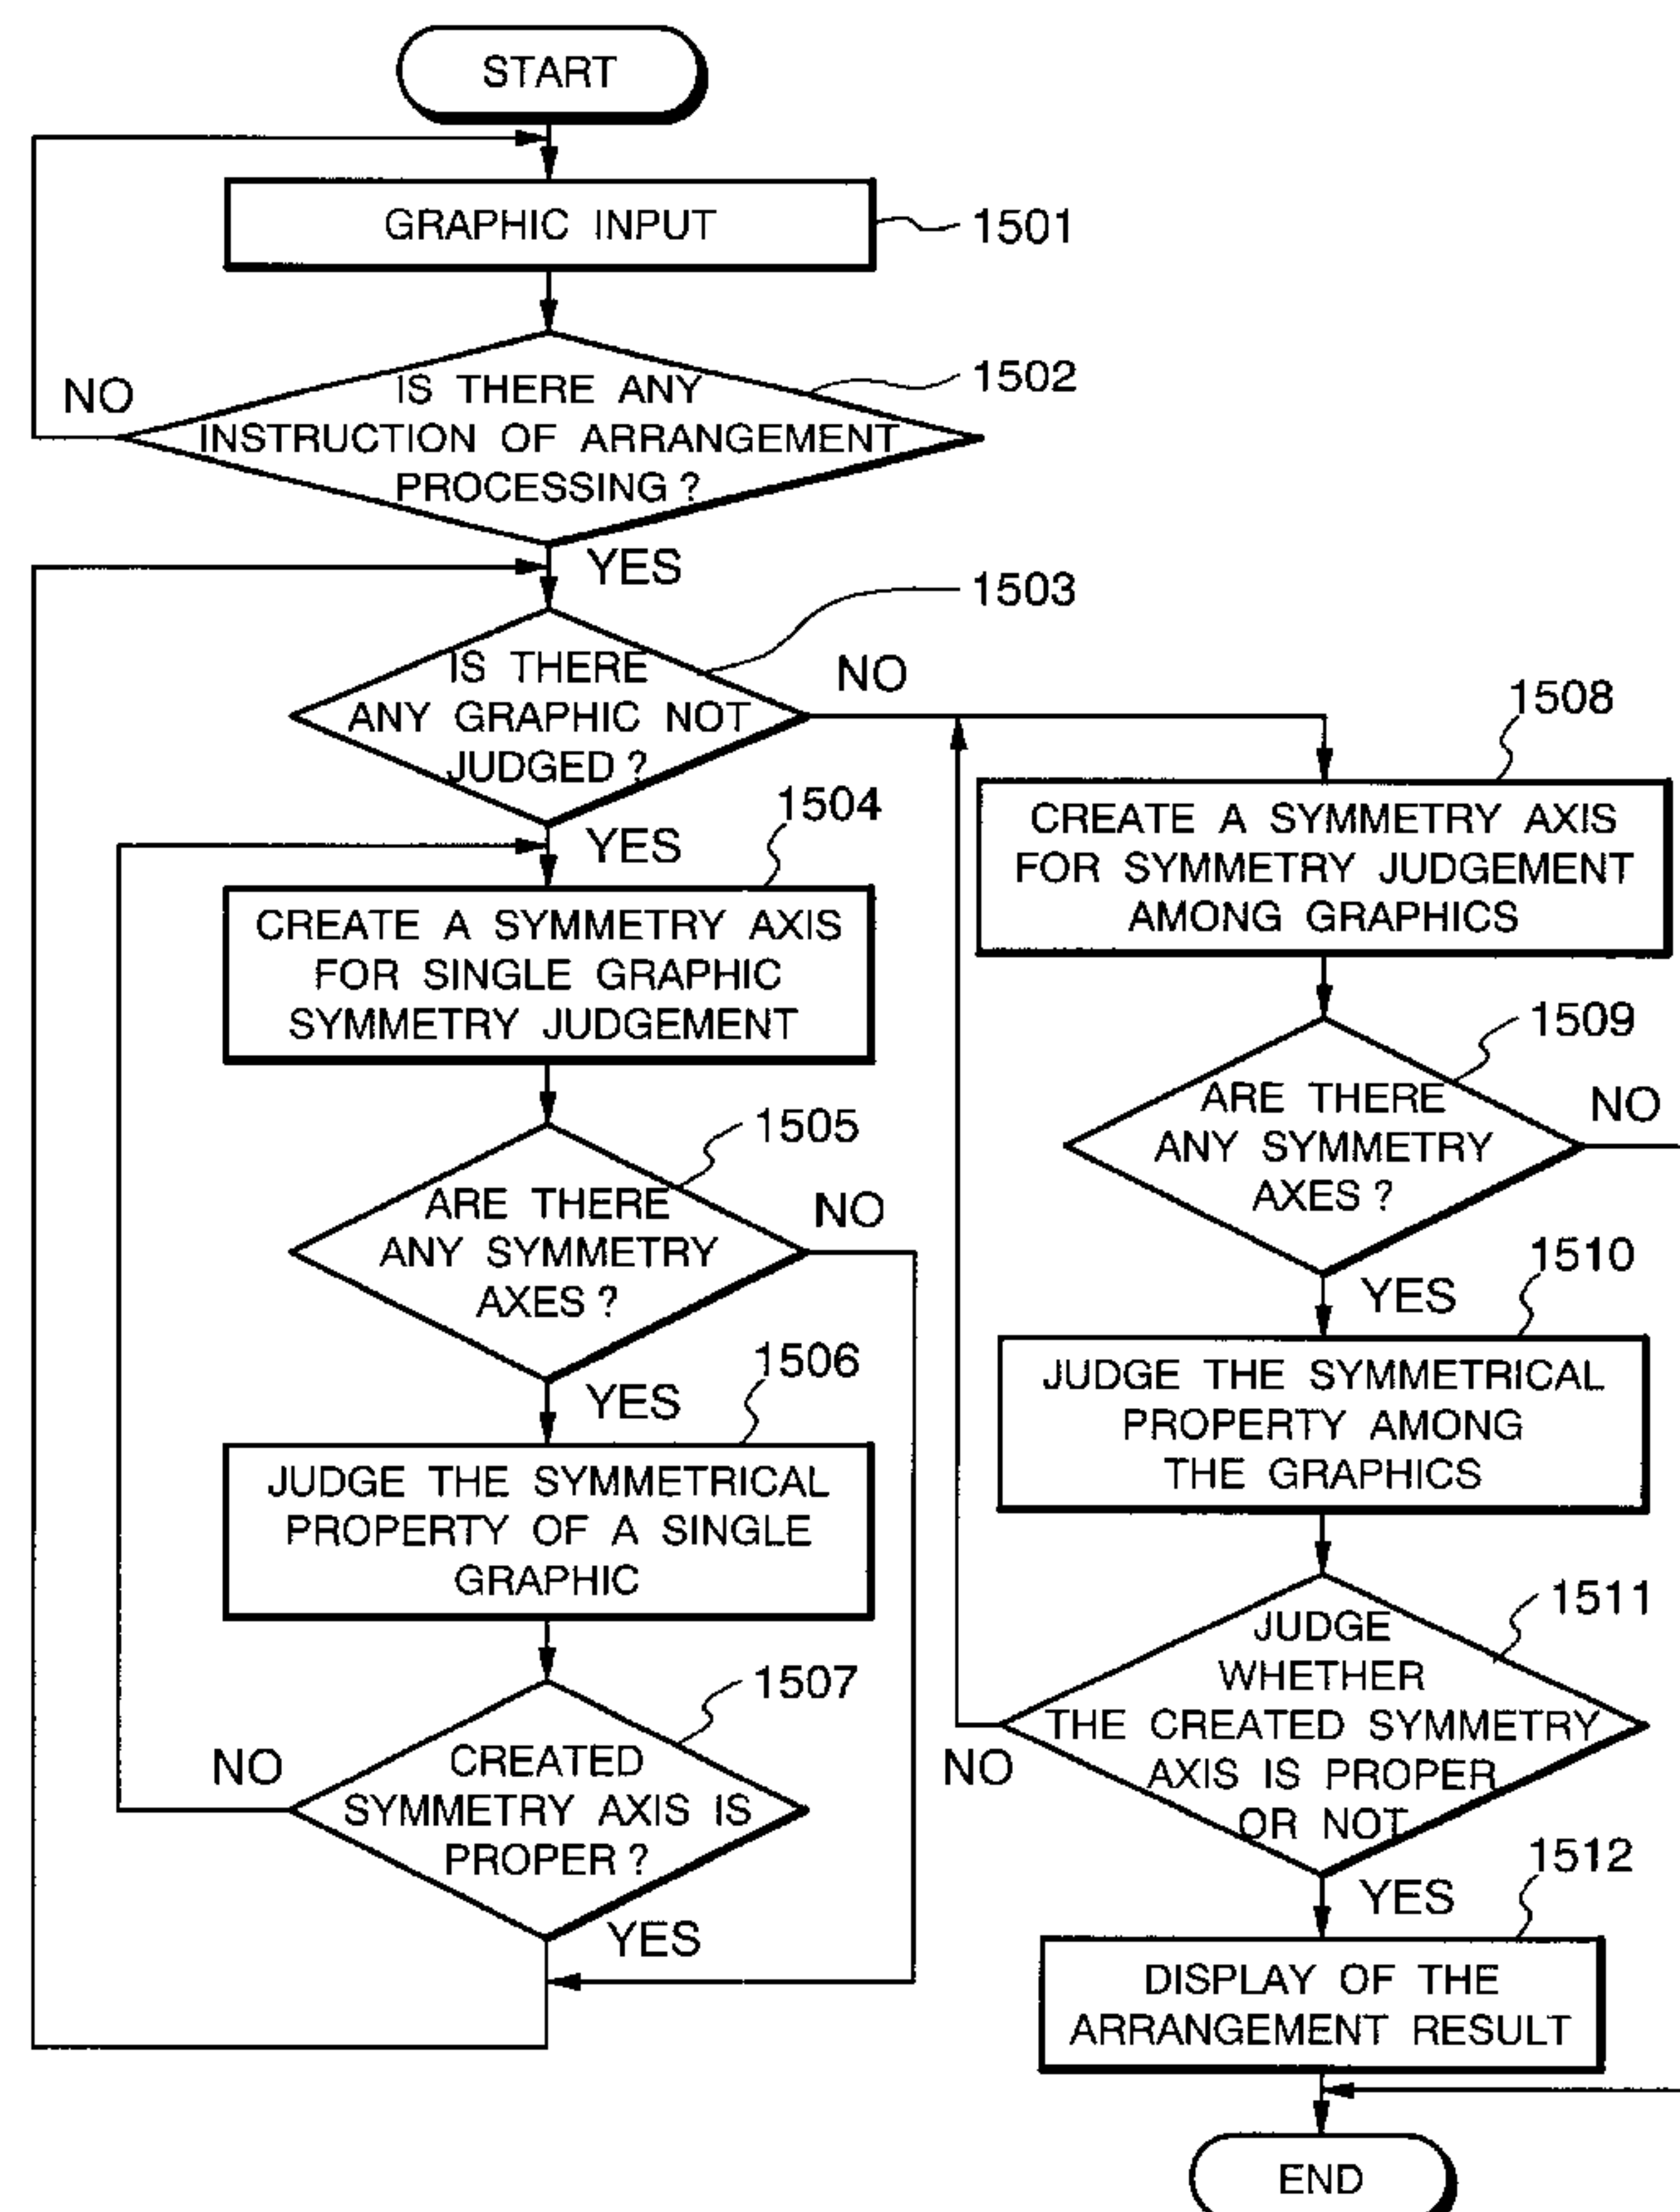 START
GRAPHIC INPUT
1501
IS THERE ANY
INSTRUCTION OF ARRANGEMENT
PROCESSING ?
1502
NO
YES
IS THERE
ANY GRAPHIC NOT
JUDGED ?
1503
NO
YES
1504
CREATE A SYMMETRY AXIS
FOR SINGLE GRAPHIC
SYMMETRY JUDGEMENT
1505
ARE THERE
ANY SYMMETRY
AXES ?
NO
YES
1506
JUDGE THE SYMMETRICAL
PROPERTY OF A SINGLE
GRAPHIC
1507
CREATED
SYMMETRY AXIS IS
PROPER ?
NO
YES
1508
CREATE A SYMMETRY AXIS
FOR SYMMETRY JUDGEMENT
AMONG GRAPHICS
1509
ARE THERE
ANY SYMMETRY
AXES ?
NO
YES
1510
JUDGE THE SYMMETRICAL
PROPERTY AMONG
THE GRAPHICS
1511
JUDGE
WHETHER
THE CREATED SYMMETRY
AXIS IS PROPER
OR NOT
NO
YES
1512
DISPLAY OF THE
ARRANGEMENT RESULT
END